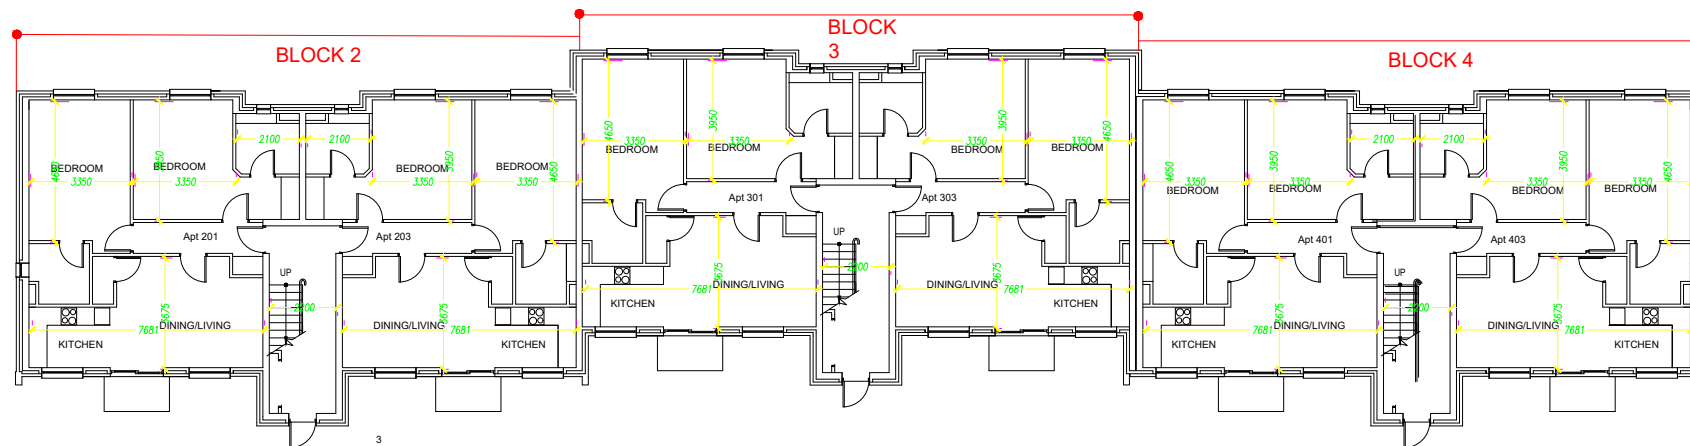 BLOCK 2
2100
2100
4650
3950
3950
4650
BEDROOM
BEDROOM
BEDROOM
BEDROOM
3350
3350
3350
3350
Apt 201
Apt 203
UP
2200
5675
5675
DINING/LIVING
DINING/LIVING
7681
7681
KITCHEN
KITCHEN
3
BLOCK
3
4650
3950
3950
4650
3350
3350
3350
3350
BEDROOM
BEDROOM
BEDROOM
BEDROOM
Apt 301
Apt 303
UP
2200
5675
5675
DINING/LIVING
DINING/LIVING
7681
7681
KITCHEN
KITCHEN
BLOCK 4
2100
2100
4650
3950
3950
4650
3350
3350
3350
3350
BEDROOM
BEDROOM
BEDROOM
BEDROOM
Apt 401
Apt 403
UP
2200
5675
5675
DINING/LIVING
DINING/LIVING
7681
7681
KITCHEN
KITCHEN